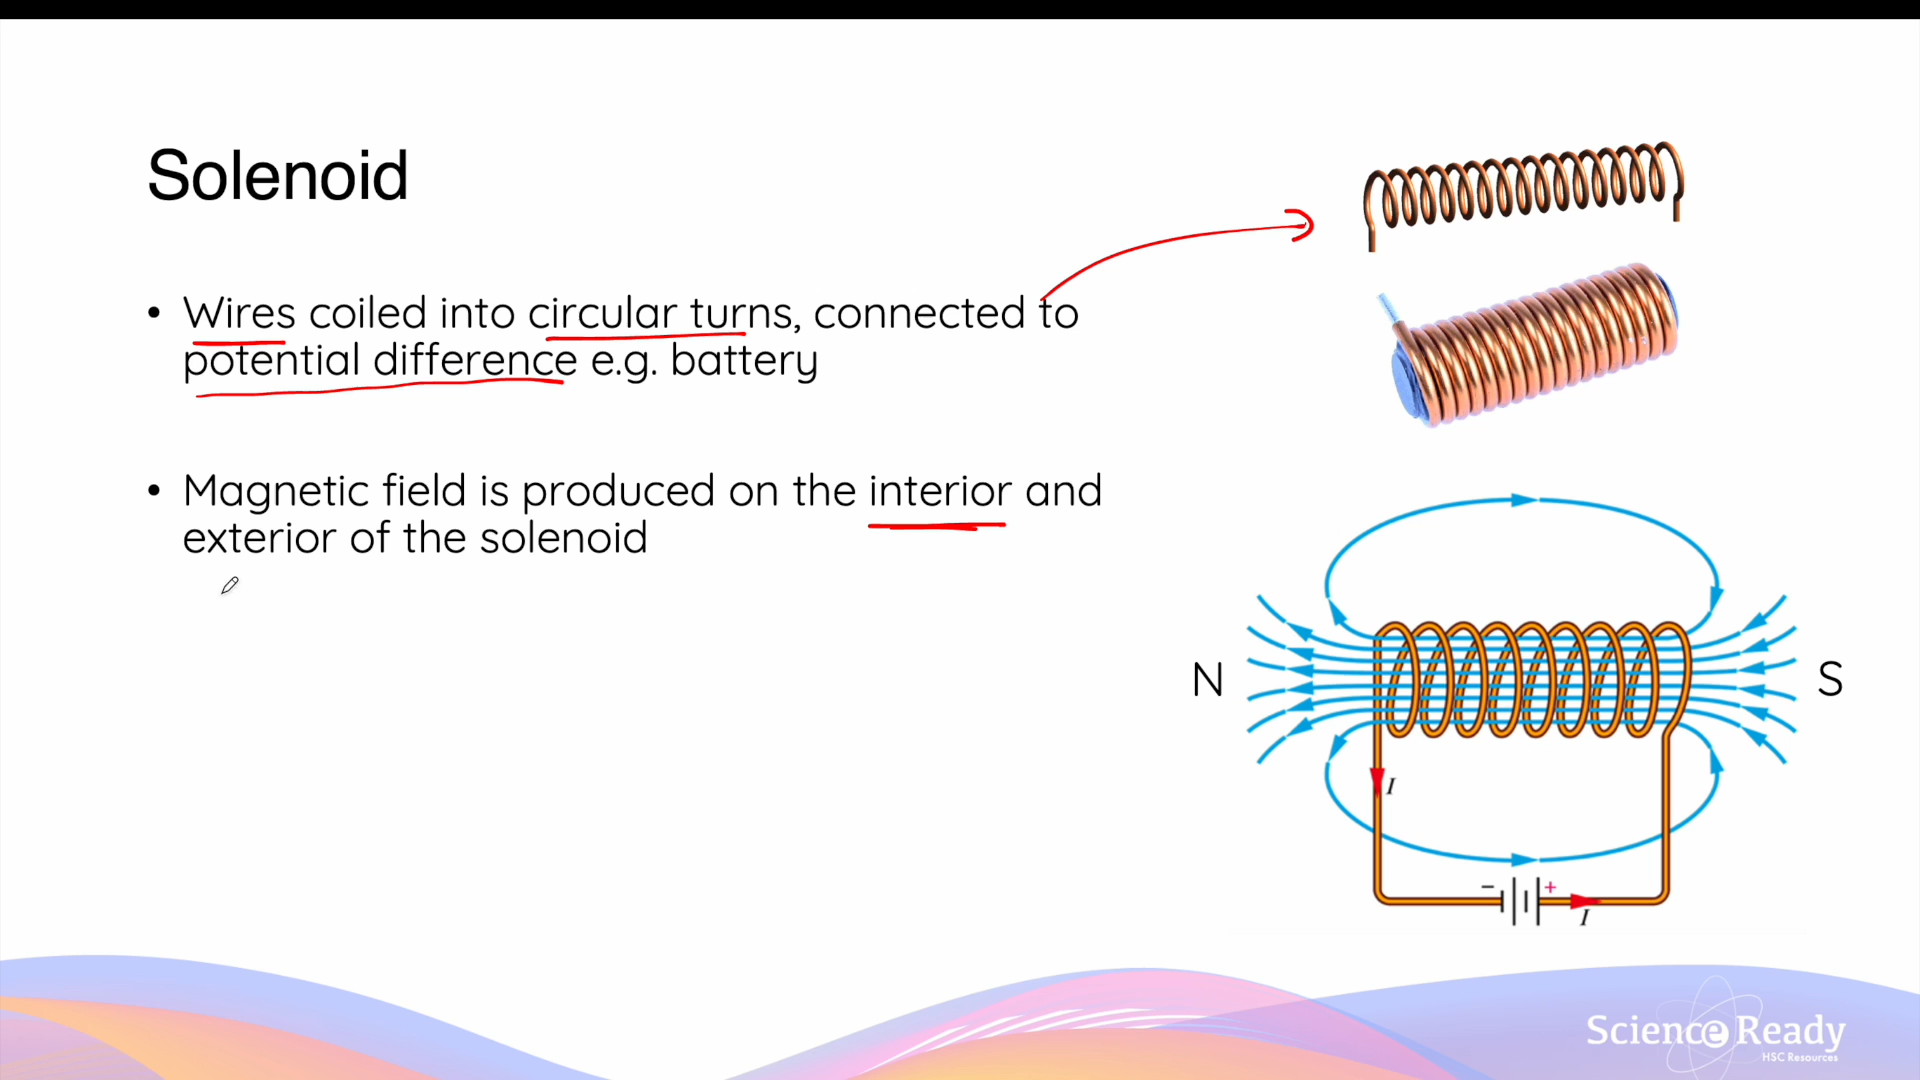 Solenoid
• Wires coiled into circular turns, connected to
potential difference e.g. battery
• Magnetic field is produced on the interior and
exterior of the solenoid
N
S
I
− +
I
Science Ready
HSC Resources